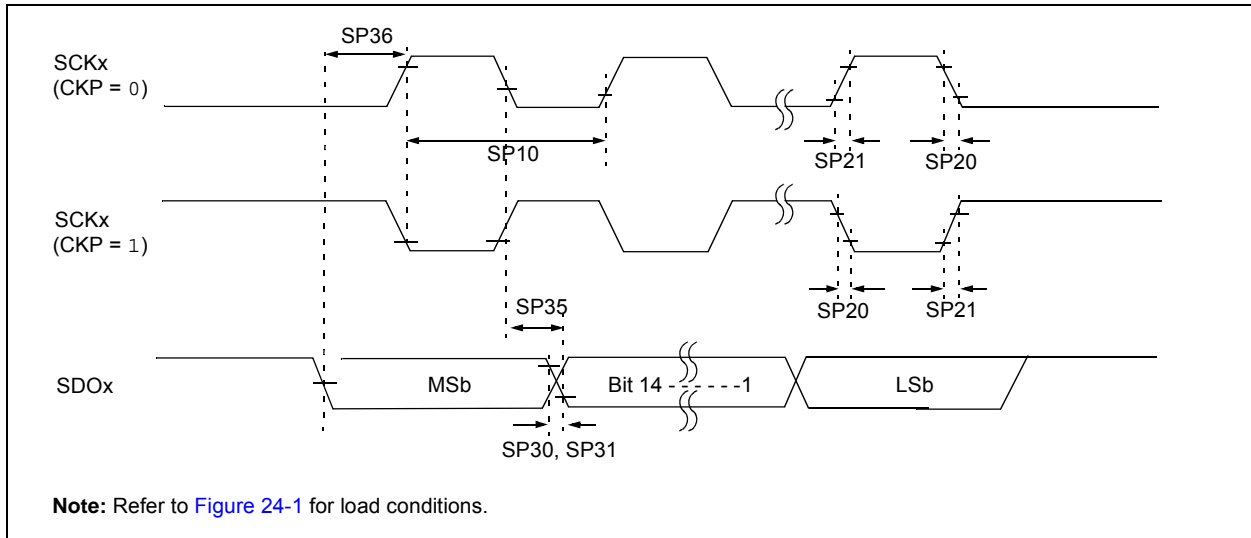 SP36
SCKx
(CKP = 0)
SP10
SP21
SP20
SCKx
(CKP = 1)
SP35
SP20
SP21
SDOx
MSb
Bit 14 - - - - - -1
LSb
SP30, SP31
Note: Refer to Figure 24-1 for load conditions.